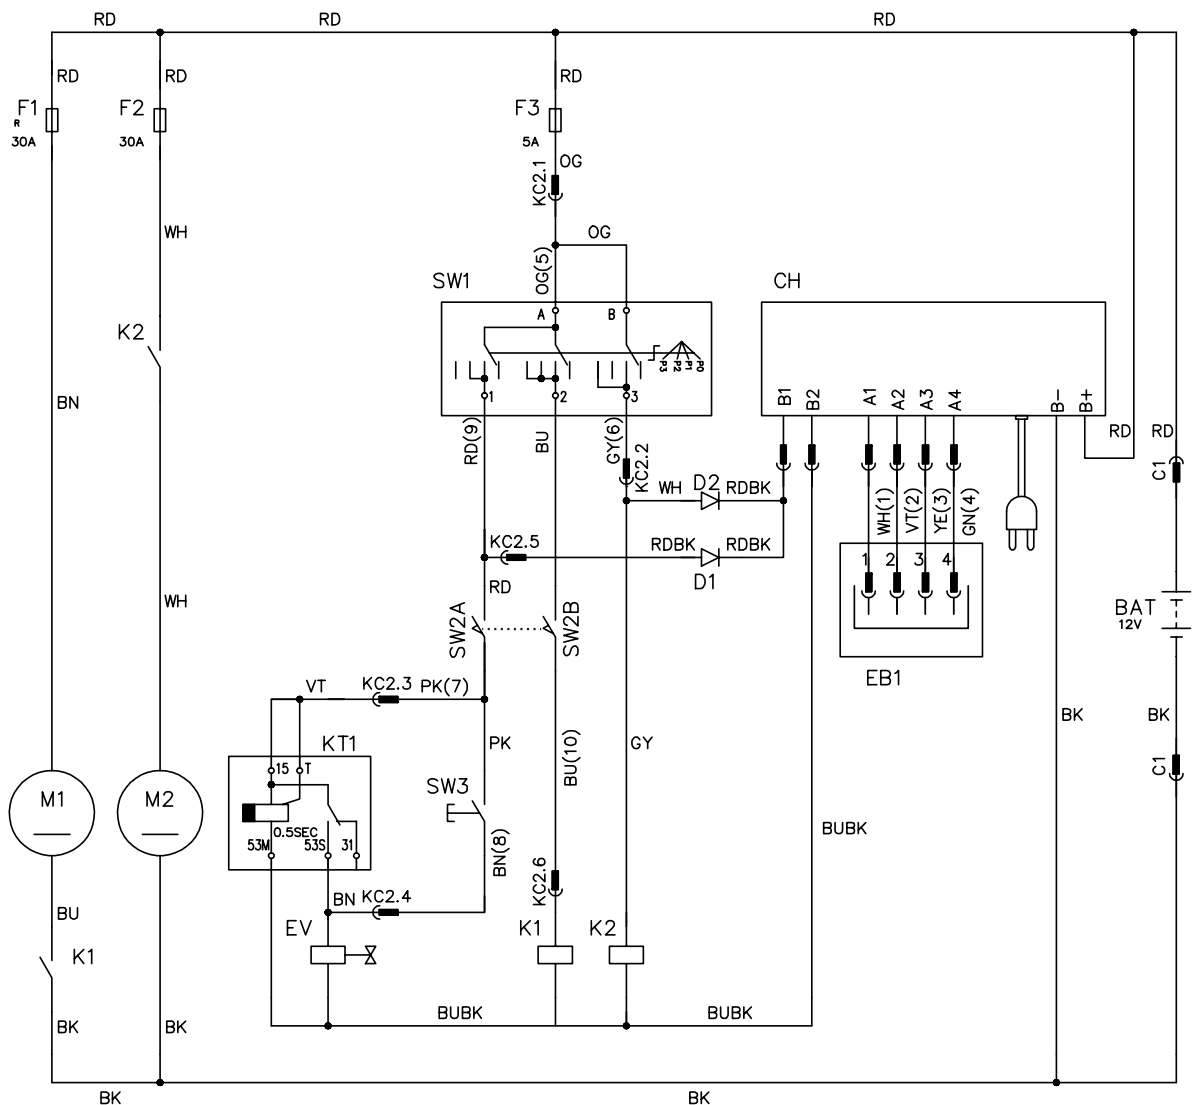 RD
RD
RD
RD
RD
RD
F1
R
30A
F2
30A
F3
5A
OG
KC2.1
WH
OG
OG(5)
SW1
CH
A
B
K2
P3
P2
P1
P0
1
2
3
B1
B2
A1
A2
A3
A4
B-
B+
BN
RD(9)
BU
GY(6)
KC2.2
RD
RD
C1
WH
D2
RDBK
WH(1)
VT(2)
YE(3)
GN(4)
KC2.5
RDBK
RDBK
D1
1
2
3
4
RD
WH
SW2A
SW2B
BAT
12V
EB1
VT
KC2.3
PK(7)
BK
BK
KT1
PK
BU(10)
GY
15
T
C1
M1
M2
SW3
0.5SEC
53M
53S
31
BUBK
BN(8)
KC2.6
BN
KC2.4
BU
EV
K1
K2
K1
BUBK
BUBK
BK
BK
BK
BK